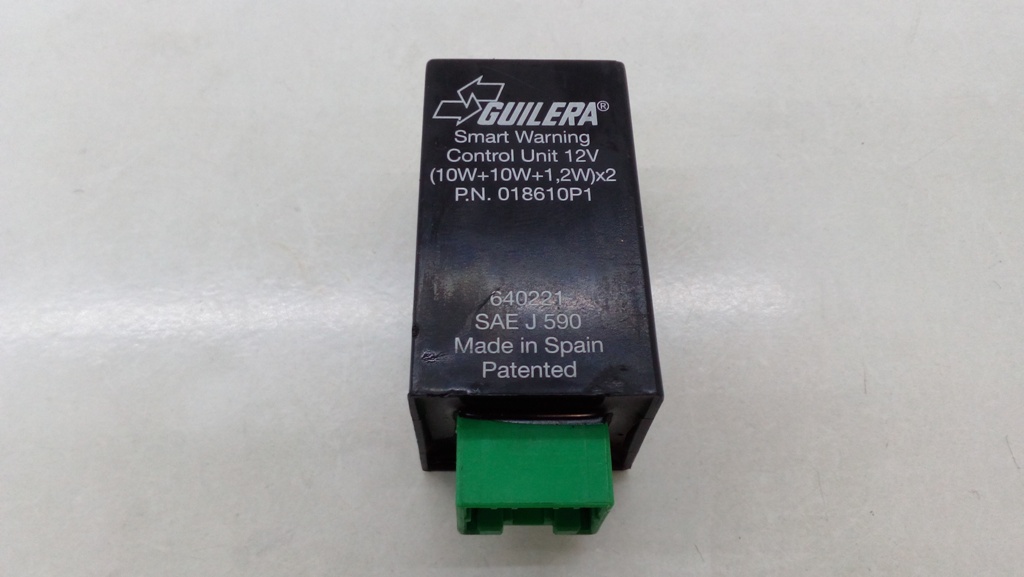 GUILERA®
Smart Warning
Control Unit 12V
(10W+10W+1,2W)x2
P.N. 018610P1
640221
SAE J 590
Made in Spain
Patented